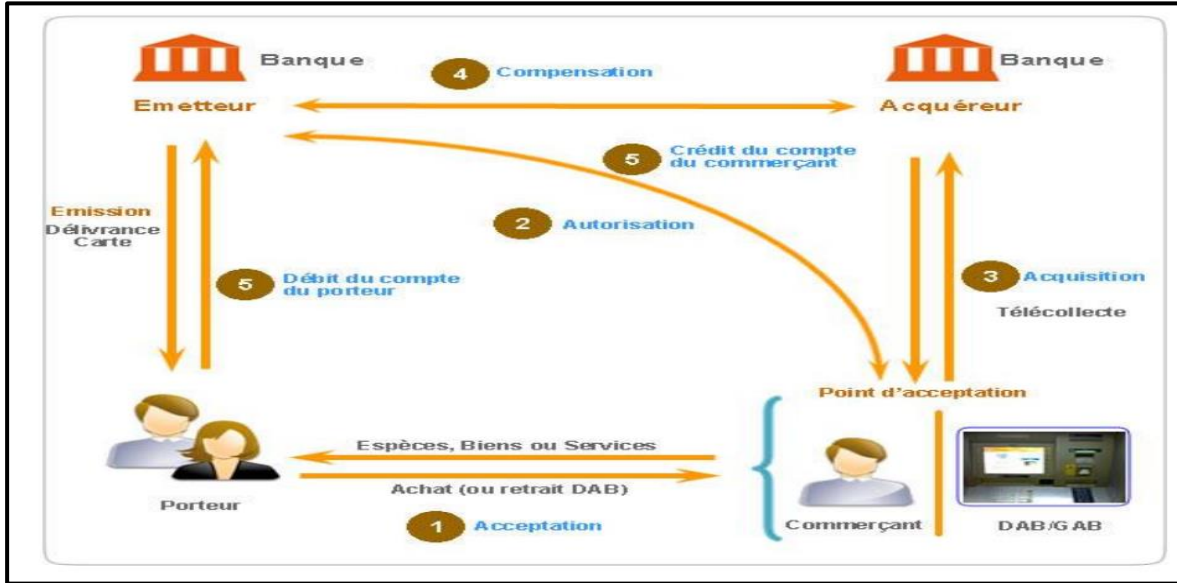 Banque
4 Compensation
Banque
Emetteur
Acquéreur
5 Crédit du compte
du commerçant
2 Autorisation
Emission
Délivrance
Carte
5 Débit du compte
du porteur
3 Acquisition
Télécollecte
Point d'acceptation
Espèces, Biens ou Services
Achat (ou retrait DAB)
Porteur
1 Acceptation
Commerçant
DAB/GAB